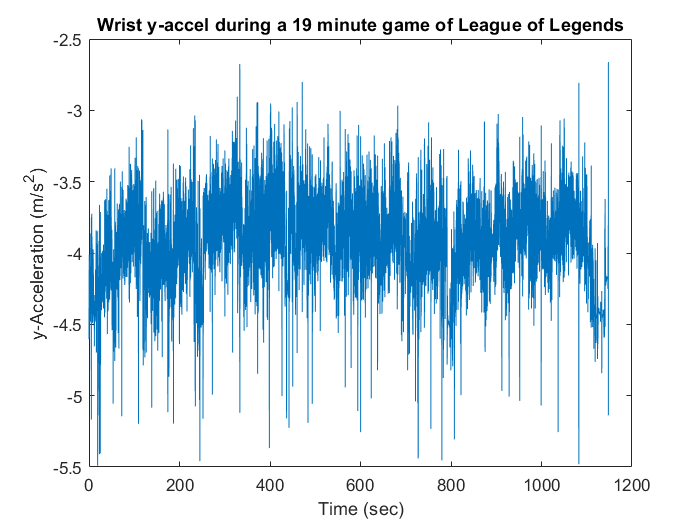 Wrist y-accel during a 19 minute game of League of Legends
-2.5
-3
-3.5
-4
-4.5
-5
-5.5
y-Acceleration (m/s²)
0 200 400 600 800 1000 1200
Time (sec)